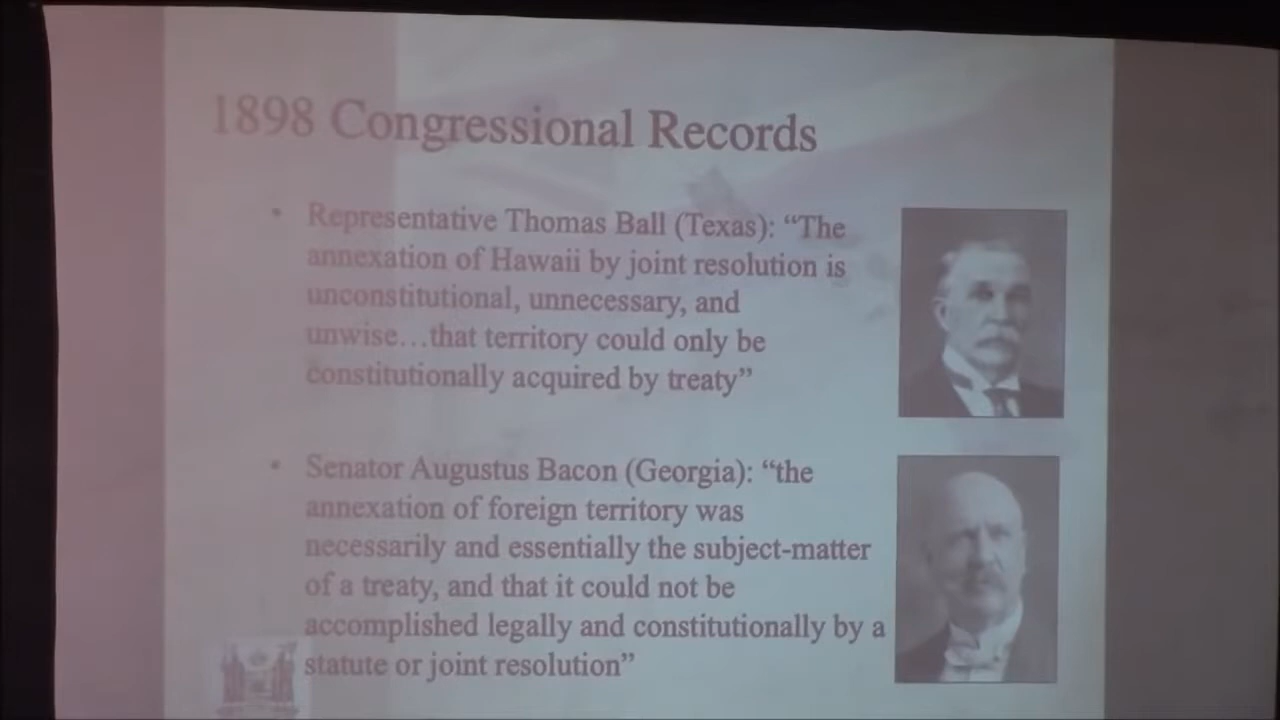 1898 Congressional Records
• Representative Thomas Ball (Texas): “The
annexation of Hawaii by joint resolution is
unconstitutional, unnecessary, and
unwise…that territory could only be
constitutionally acquired by treaty”
• Senator Augustus Bacon (Georgia): “the
annexation of foreign territory was
necessarily and essentially the subject-matter
of a treaty, and that it could not be
accomplished legally and constitutionally by a
statute or joint resolution”